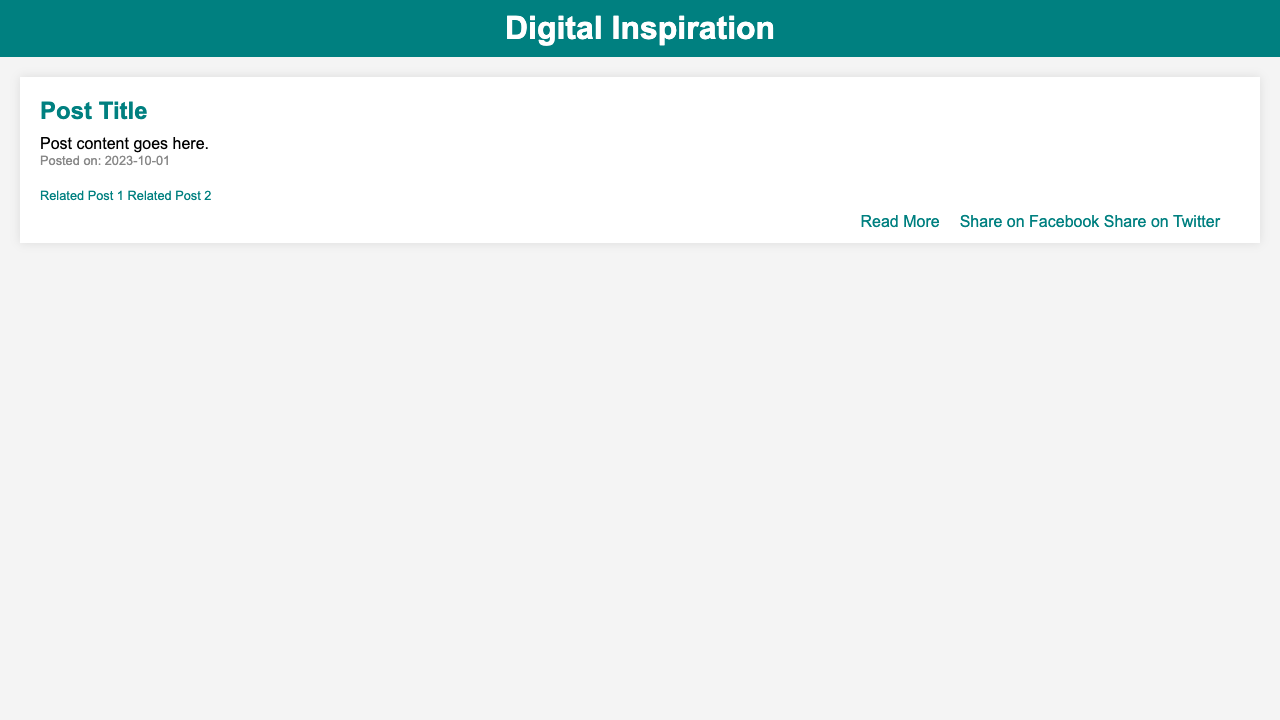 Digital Inspiration
Post Title
Post content goes here.
Posted on: 2023-10-01
Related Post 1 Related Post 2
Read More Share on Facebook Share on Twitter